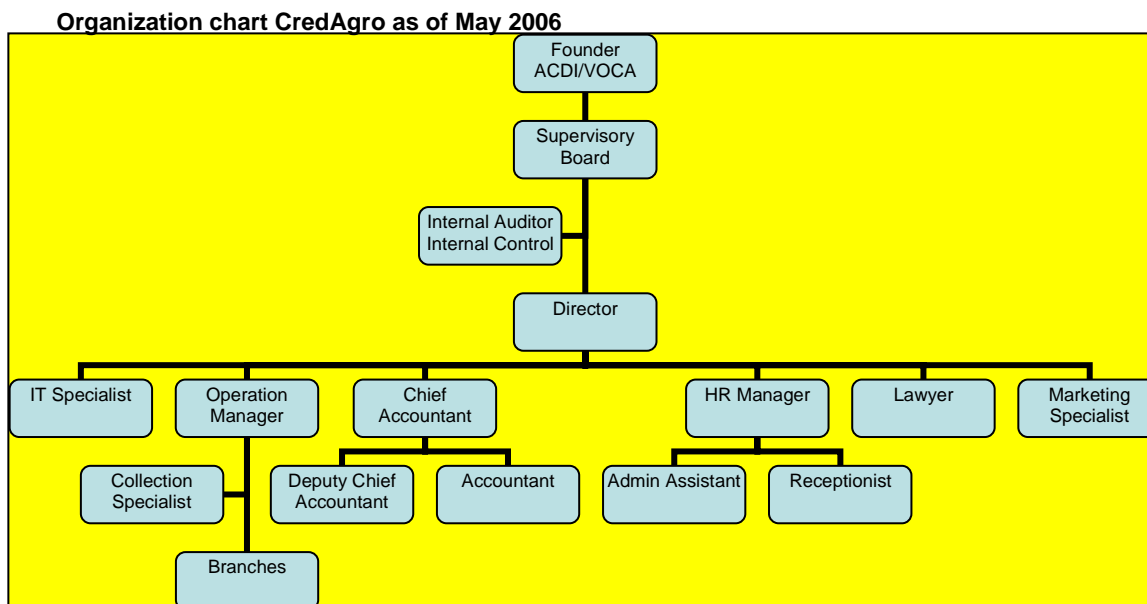 Organization chart CredAgro as of May 2006
Founder
ACDI/VOCA
Supervisory
Board
Internal Auditor
Internal Control
Director
IT Specialist
Operation
Manager
Chief
Accountant
HR Manager
Lawyer
Marketing
Specialist
Collection
Specialist
Deputy Chief
Accountant
Accountant
Admin Assistant
Receptionist
Branches